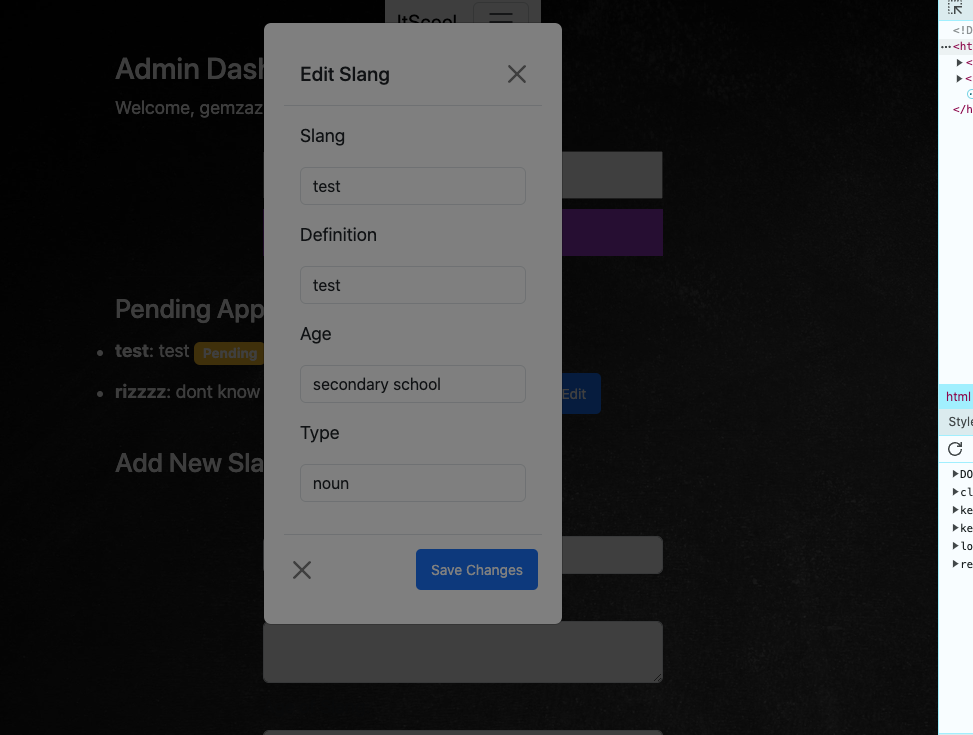 ItScool
Admin Dash
Welcome, gemzaz
Edit Slang
Slang
test
Definition
test
Age
secondary school
Type
noun
Save Changes
Pending App
test: test Pending
rizzzz: dont know
Edit
Add New Sla
<!D
<ht
<
<
</h
html
Style
DO
cl
ke
ke
lo
re